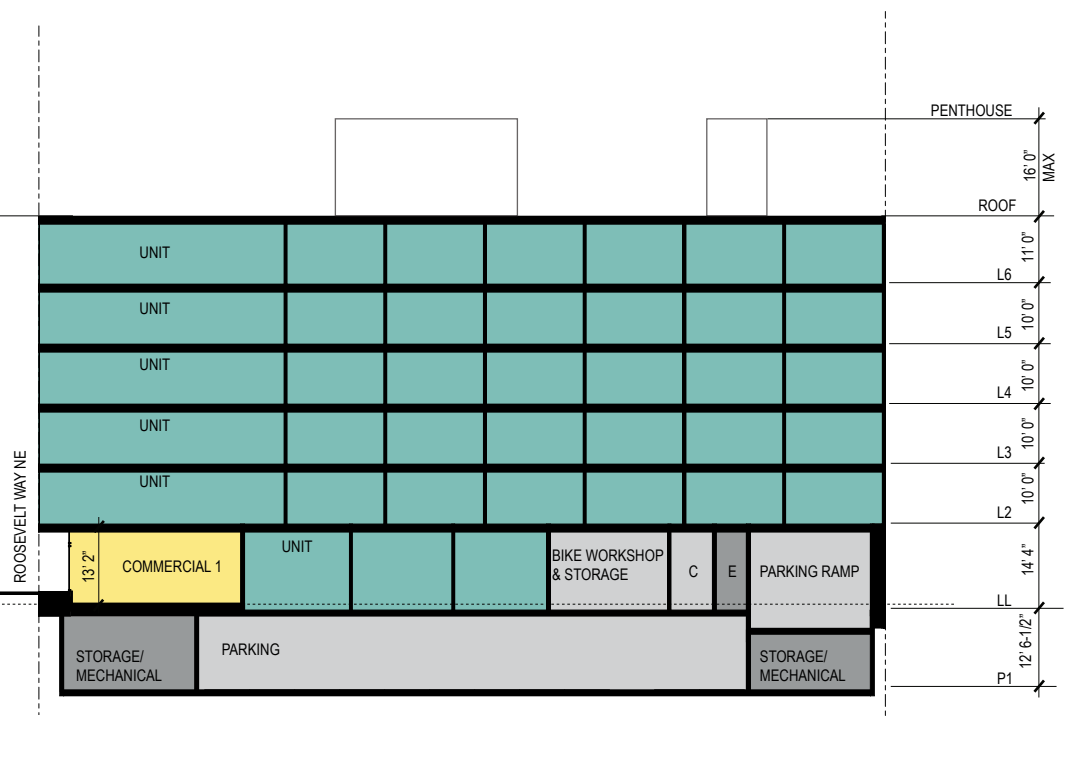 PENTHOUSE
16' 0"
MAX
ROOF
UNIT
11' 0"
L6
UNIT
10' 0"
L5
UNIT
10' 0"
L4
UNIT
10' 0"
L3
ROOSEVELT WAY NE
UNIT
10' 0"
L2
13' 2"
COMMERCIAL 1
UNIT
BIKE WORKSHOP
& STORAGE
C
E
PARKING RAMP
14' 4"
LL
STORAGE/
MECHANICAL
PARKING
STORAGE/
MECHANICAL
12' 6-1/2"
P1